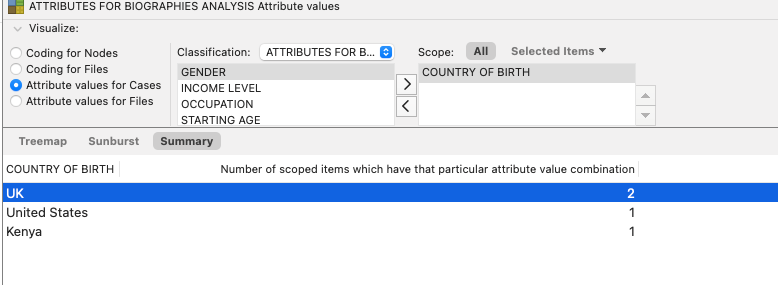 ATTRIBUTES FOR BIOGRAPHIES ANALYSIS Attribute values
Visualize:
Coding for Nodes
Coding for Files
Attribute values for Cases
Attribute values for Files
Classification: ATTRIBUTES FOR B...
GENDER
INCOME LEVEL
OCCUPATION
STARTING AGE
Scope: All Selected Items
COUNTRY OF BIRTH
Treemap Sunburst Summary
COUNTRY OF BIRTH Number of scoped items which have that particular attribute value combination
UK 2
United States 1
Kenya 1